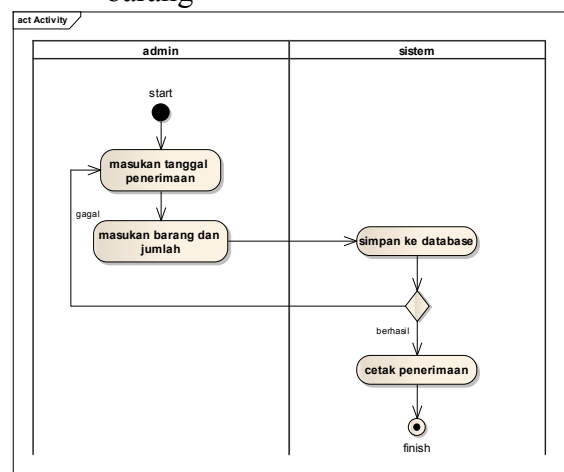 barang
act Activity
admin
sistem
start
masukan tanggal
penerimaan
gagal
masukan barang dan
jumlah
simpan ke database
berhasil
cetak penerimaan
finish